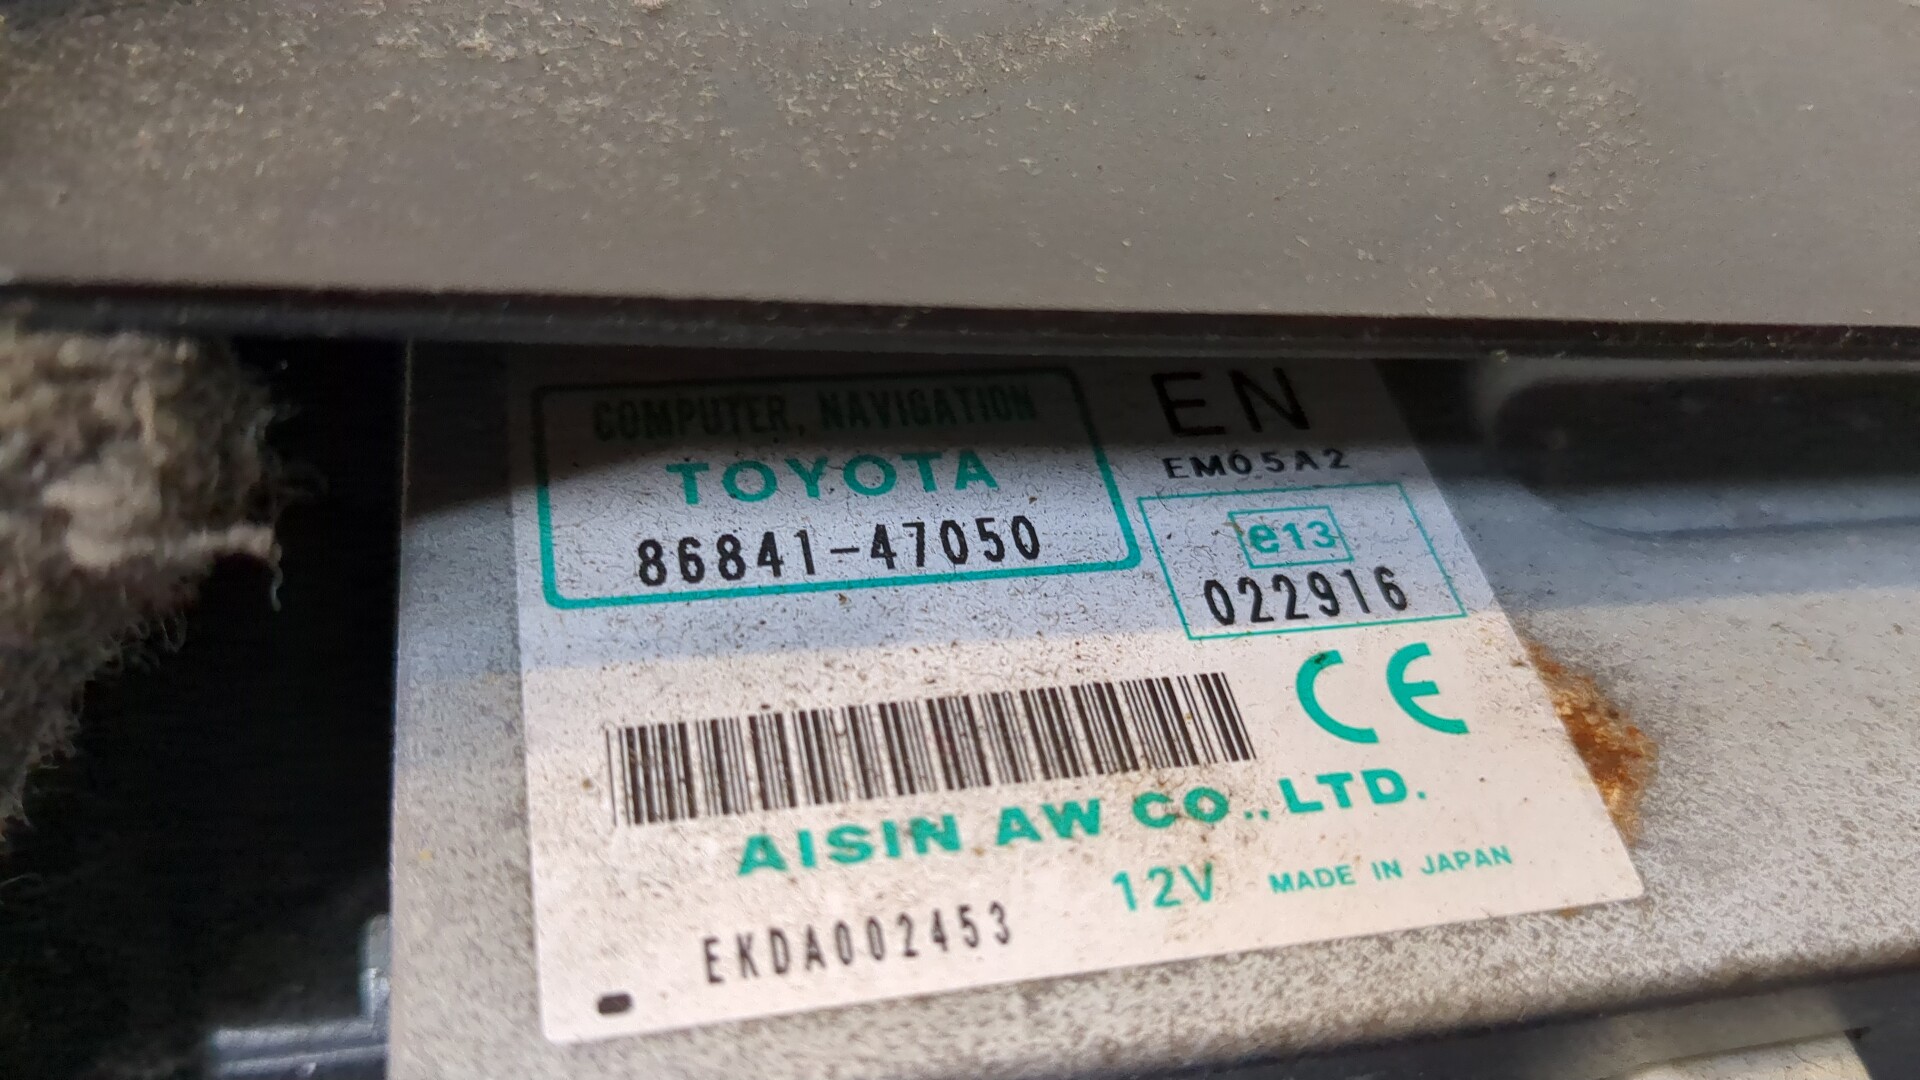 COMPUTER, NAVIGATION
TOYOTA
86841-47050
EN
EM05A2
e13
022916
CE
AISIN AW CO., LTD.
12V MADE IN JAPAN
EKDA002453